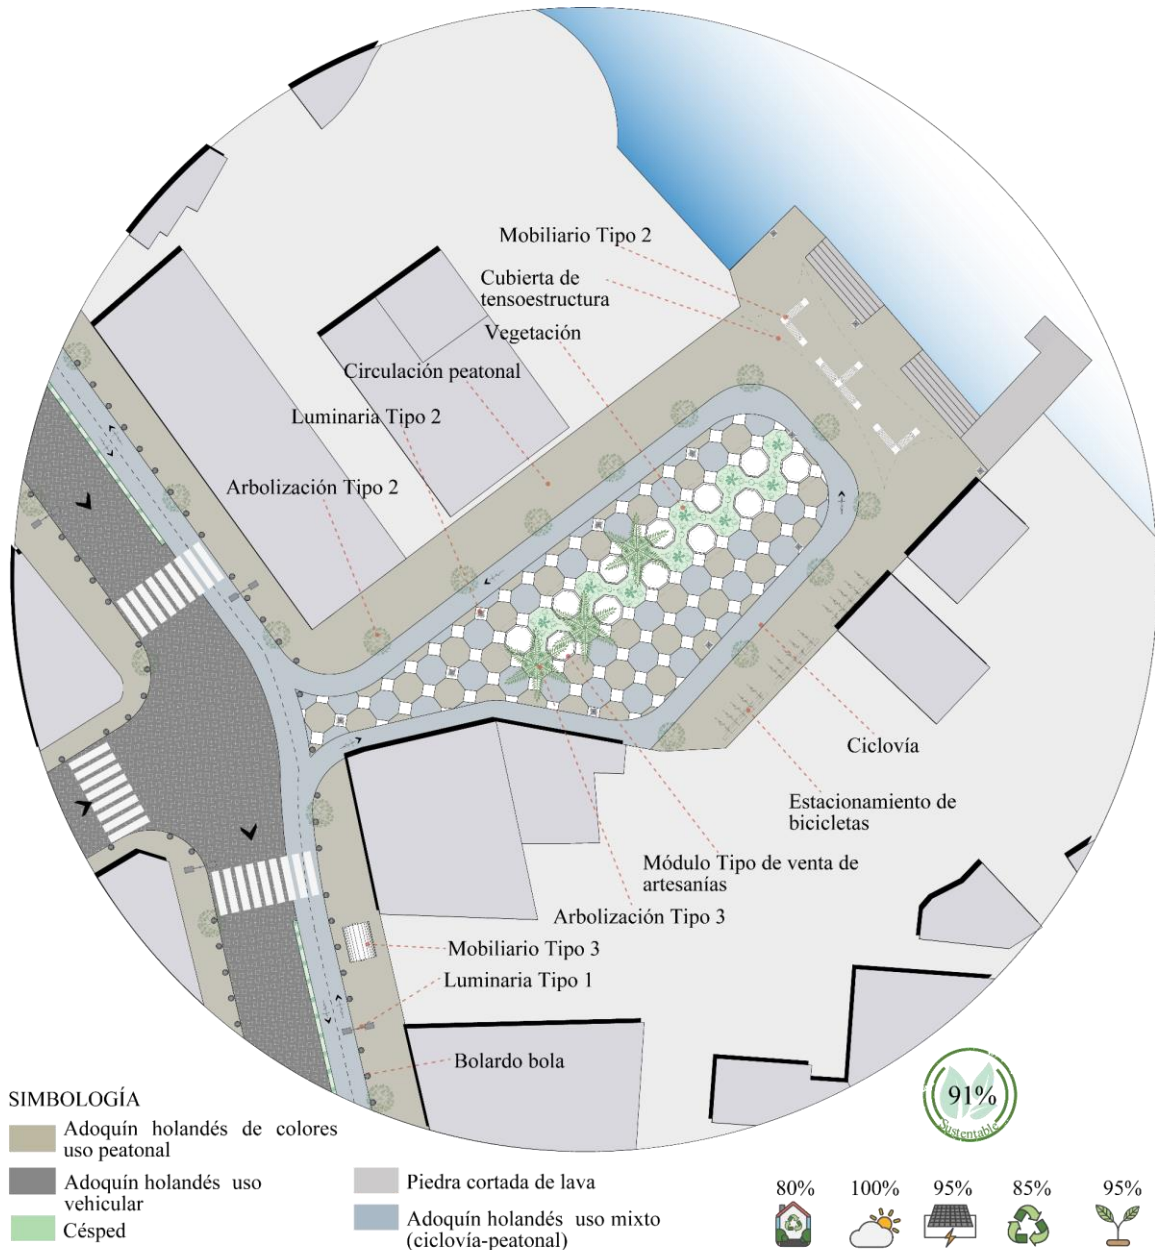 Mobiliario Tipo 2
Cubierta de
tensoestructura
Vegetación
Circulación peatonal
Luminaria Tipo 2
Arbolización Tipo 2
Ciclovía
Estacionamiento de
bicicletas
Módulo Tipo de venta de
artesanías
Arbolización Tipo 3
Mobiliario Tipo 3
Luminaria Tipo 1
Bolardo bola
91%
Sustentable
SIMBOLOGÍA
Adoquín holandés de colores
uso peatonal
Adoquín holandés uso
vehicular
Césped
Piedra cortada de lava
Adoquín holandés uso mixto
(ciclovía-peatonal)
80%
100%
95%
85%
95%